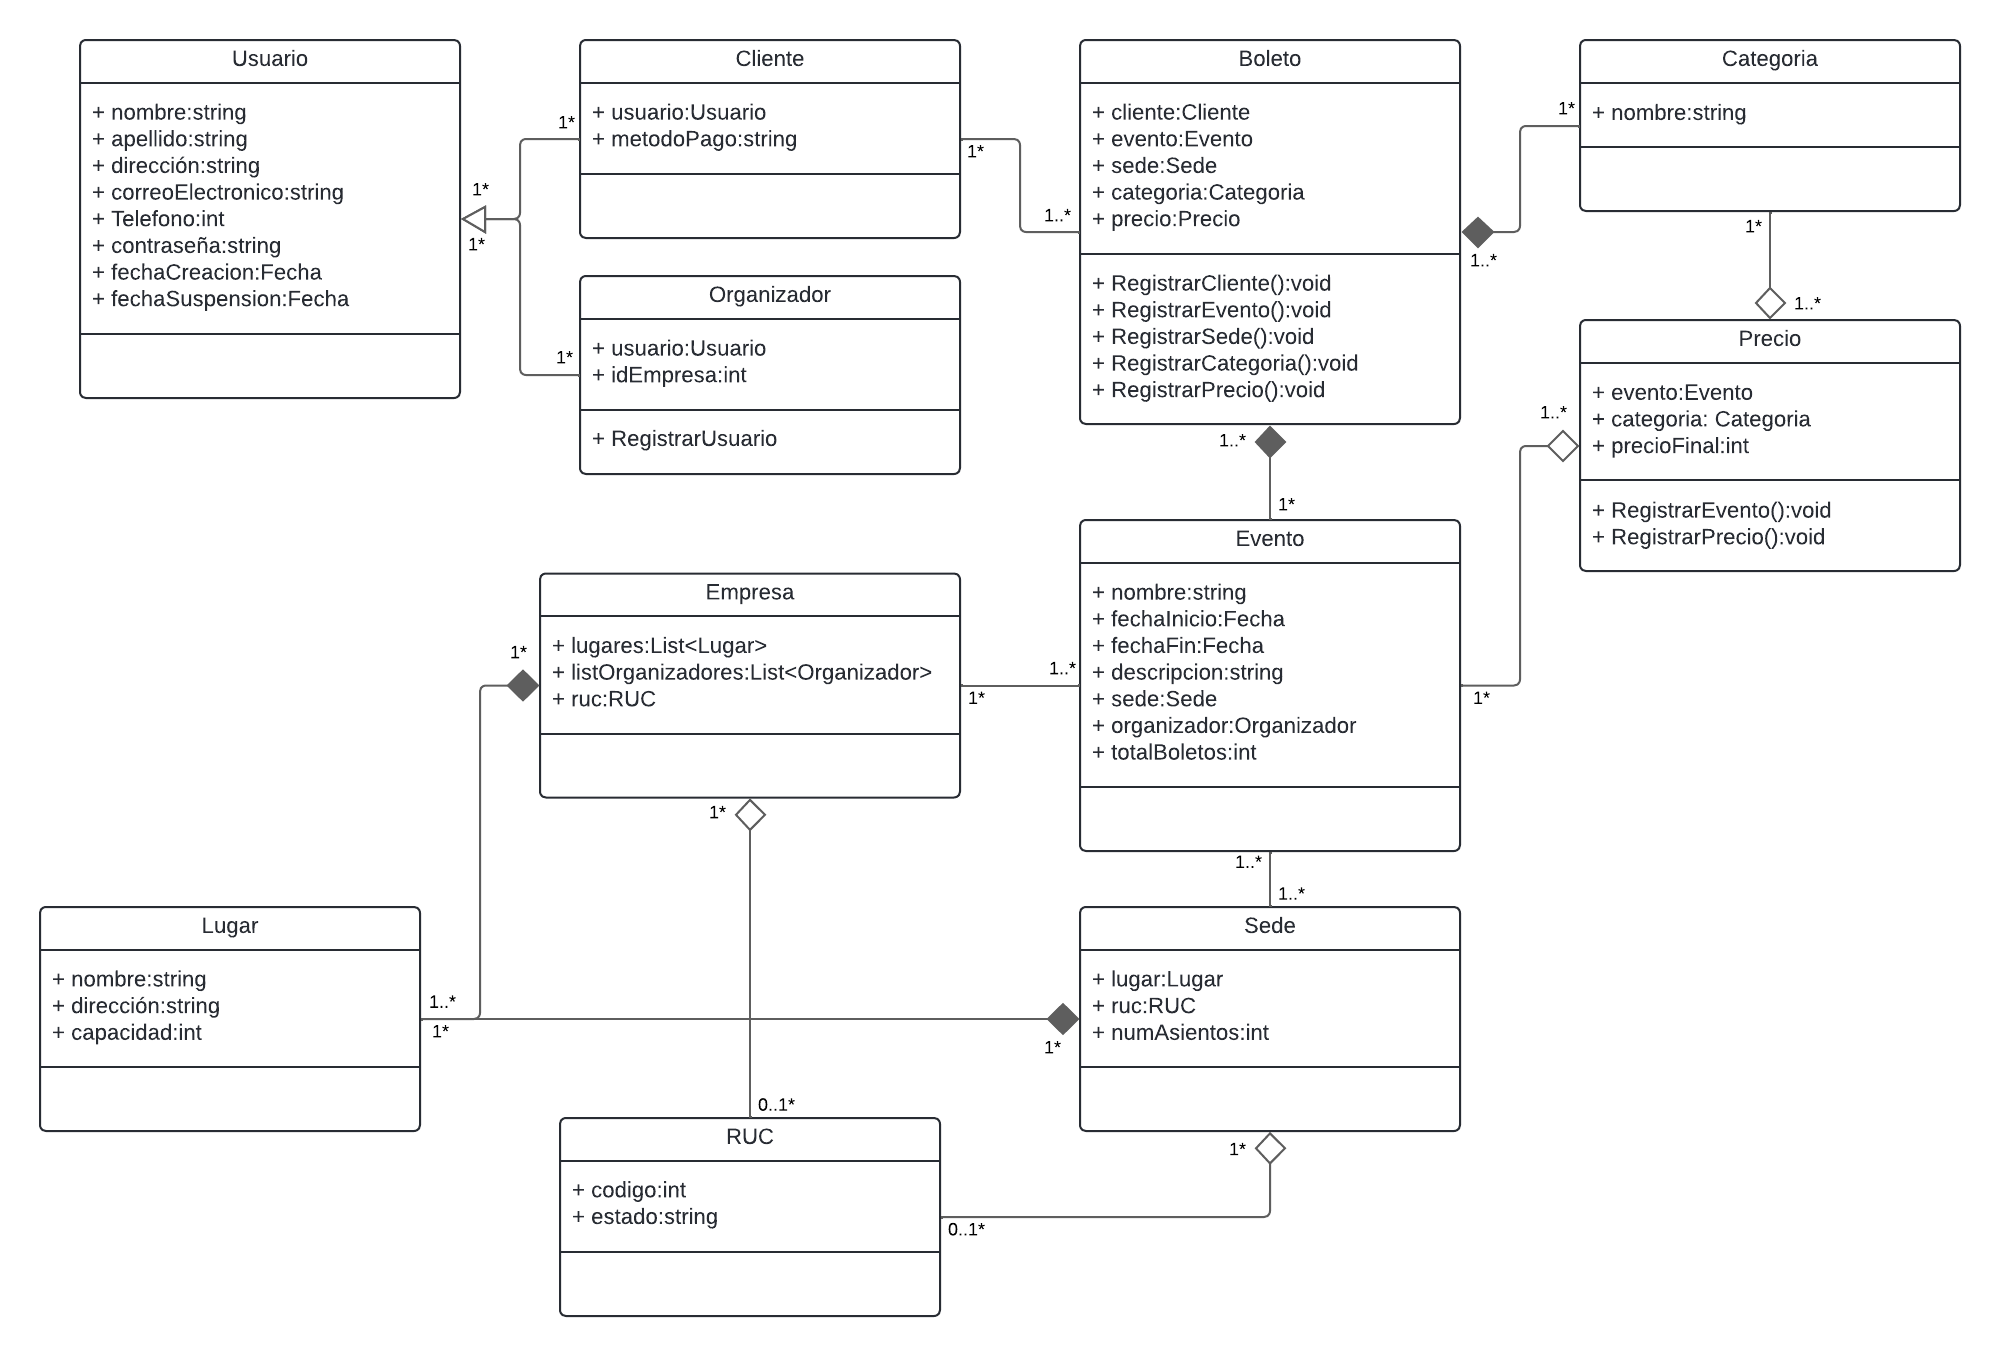 Usuario
+ nombre:string
+ apellido:string
+ dirección:string
+ correoElectronico:string
+ Telefono:int
+ contraseña:string
+ fechaCreacion:Fecha
+ fechaSuspension:Fecha
1*
1*
1*
Cliente
+ usuario:Usuario
+ metodoPago:string
1*
1..*
1*
Organizador
+ usuario:Usuario
+ idEmpresa:int
+ RegistrarUsuario
Boleto
+ cliente:Cliente
+ evento:Evento
+ sede:Sede
+ categoria:Categoria
+ precio:Precio
+ RegistrarCliente():void
+ RegistrarEvento():void
+ RegistrarSede():void
+ RegistrarCategoria():void
+ RegistrarPrecio():void
1*
1..*
Categoria
+ nombre:string
1*
1..*
Precio
+ evento:Evento
+ categoria: Categoria
+ precioFinal:int
+ RegistrarEvento():void
+ RegistrarPrecio():void
1..*
1..*
1*
Evento
+ nombre:string
+ fechaInicio:Fecha
+ fechaFin:Fecha
+ descripcion:string
+ sede:Sede
+ organizador:Organizador
+ totalBoletos:int
1*
Empresa
+ lugares:List<Lugar>
+ listOrganizadores:List<Organizador>
+ ruc:RUC
1*
1..*
1*
1*
1..*
1..*
Lugar
+ nombre:string
+ dirección:string
+ capacidad:int
1..*
1*
1*
Sede
+ lugar:Lugar
+ ruc:RUC
+ numAsientos:int
0..1*
RUC
+ codigo:int
+ estado:string
1*
0..1*